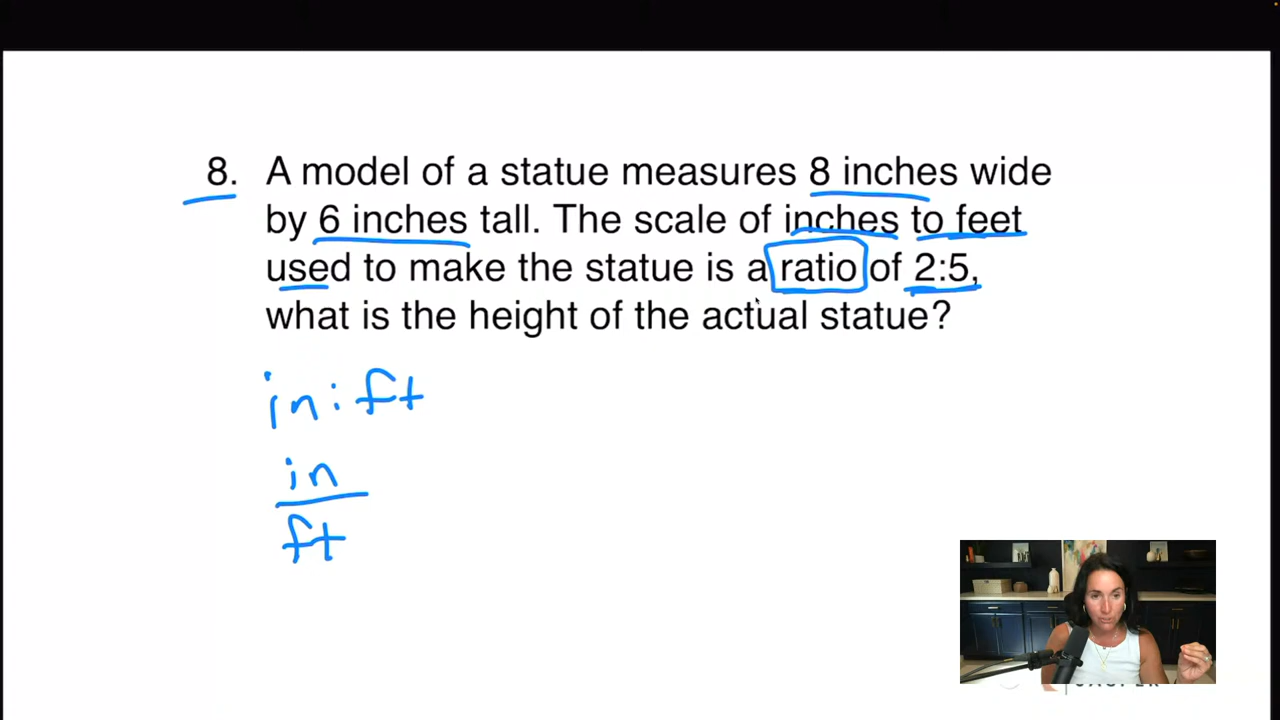 8. A model of a statue measures 8 inches wide
by 6 inches tall. The scale of inches to feet
used to make the statue is a ratio of 2:5,
what is the height of the actual statue?
in : ft
in
ft